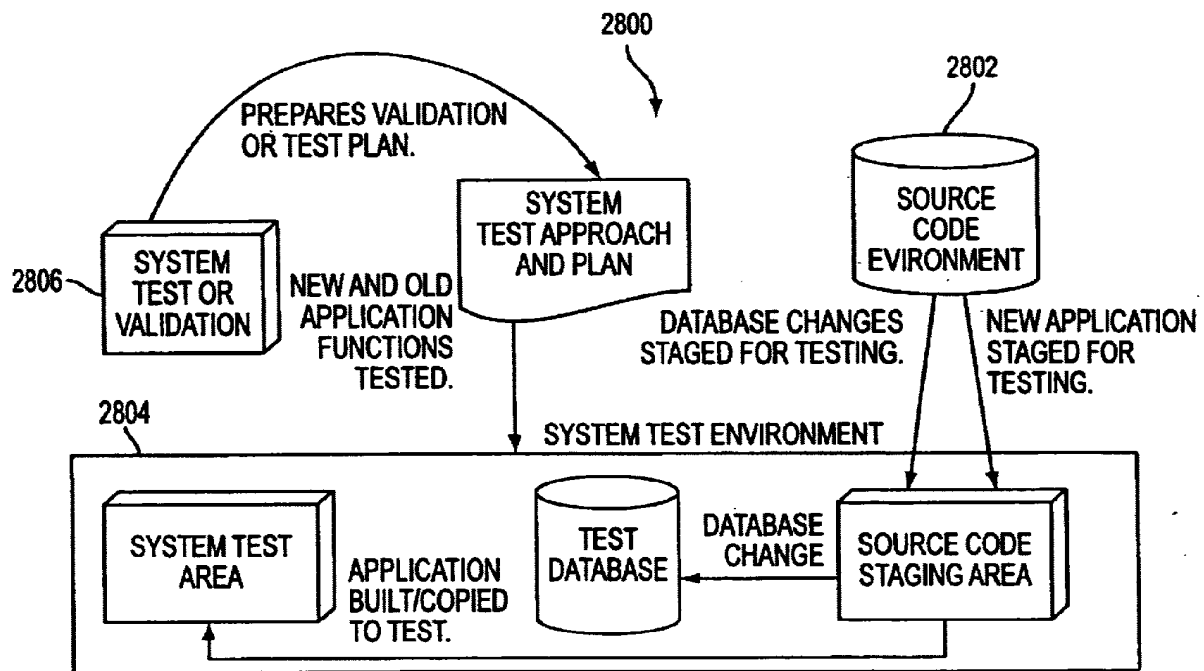 2800
2802
PREPARES VALIDATION
OR TEST PLAN.
SYSTEM
TEST APPROACH
AND PLAN
SOURCE
CODE
EVIRONMENT
2806
SYSTEM
TEST OR
VALIDATION
NEW AND OLD
APPLICATION
FUNCTIONS
TESTED.
DATABASE CHANGES
STAGED FOR TESTING.
NEW APPLICATION
STAGED FOR
TESTING.
2804
SYSTEM TEST ENVIRONMENT
SYSTEM TEST
AREA
APPLICATION
BUILT/COPIED
TO TEST.
TEST
DATABASE
DATABASE
CHANGE
SOURCE CODE
STAGING AREA